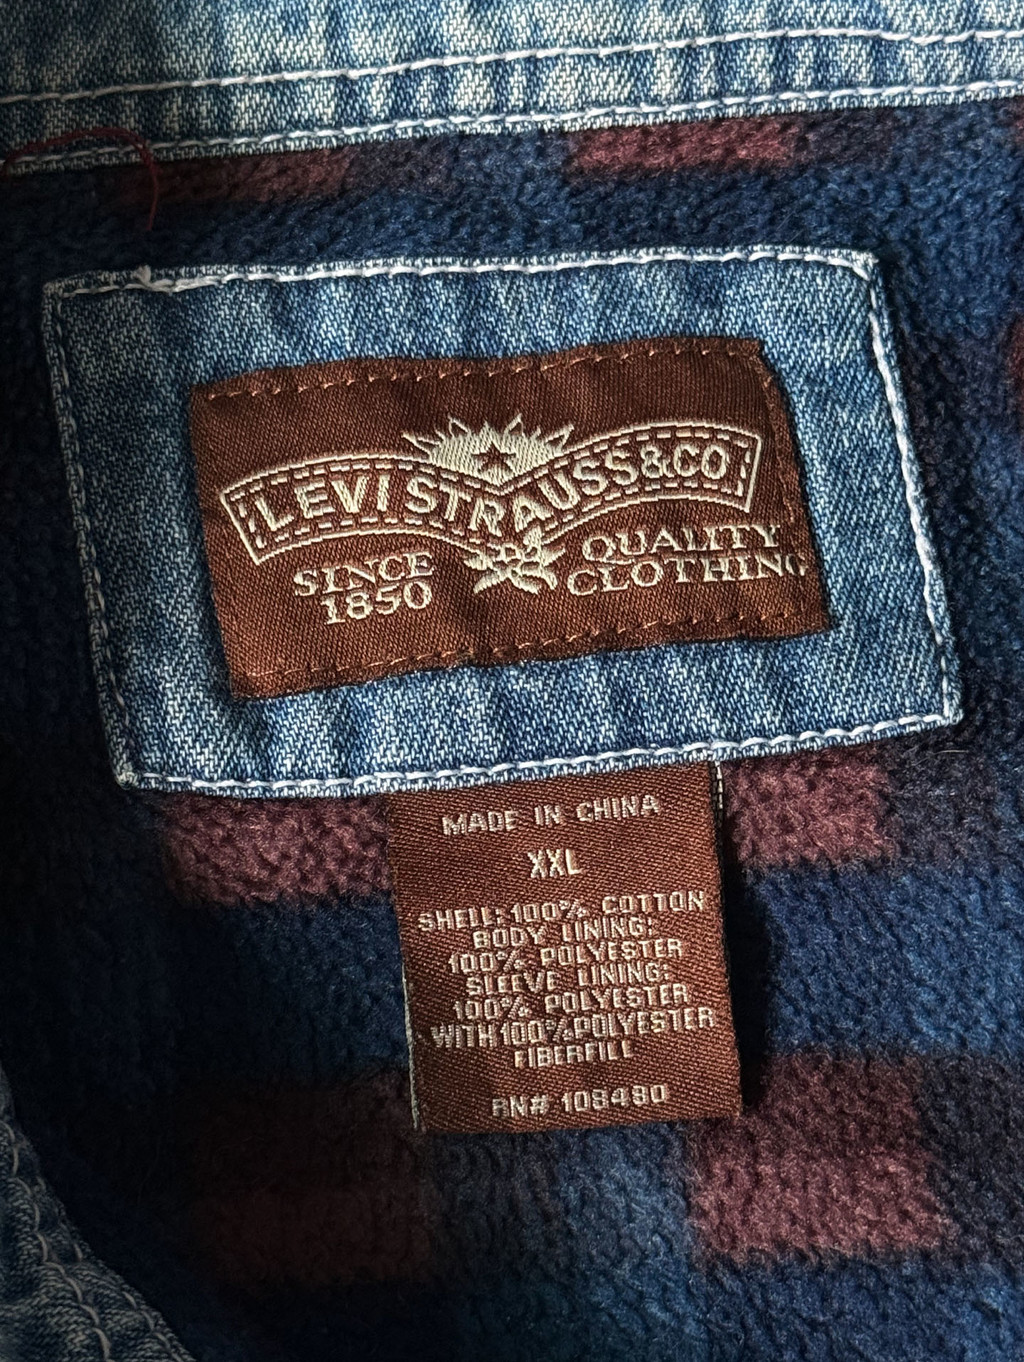 LEVI STRAUSS & CO
SINCE
1850
QUALITY
CLOTHING
MADE IN CHINA
XXL
SHELL: 100% COTTON
BODY LINING:
100% POLYESTER
SLEEVE LINING:
100% POLYESTER
WITH 100% POLYESTER
FIBERFILL
RN# 108480